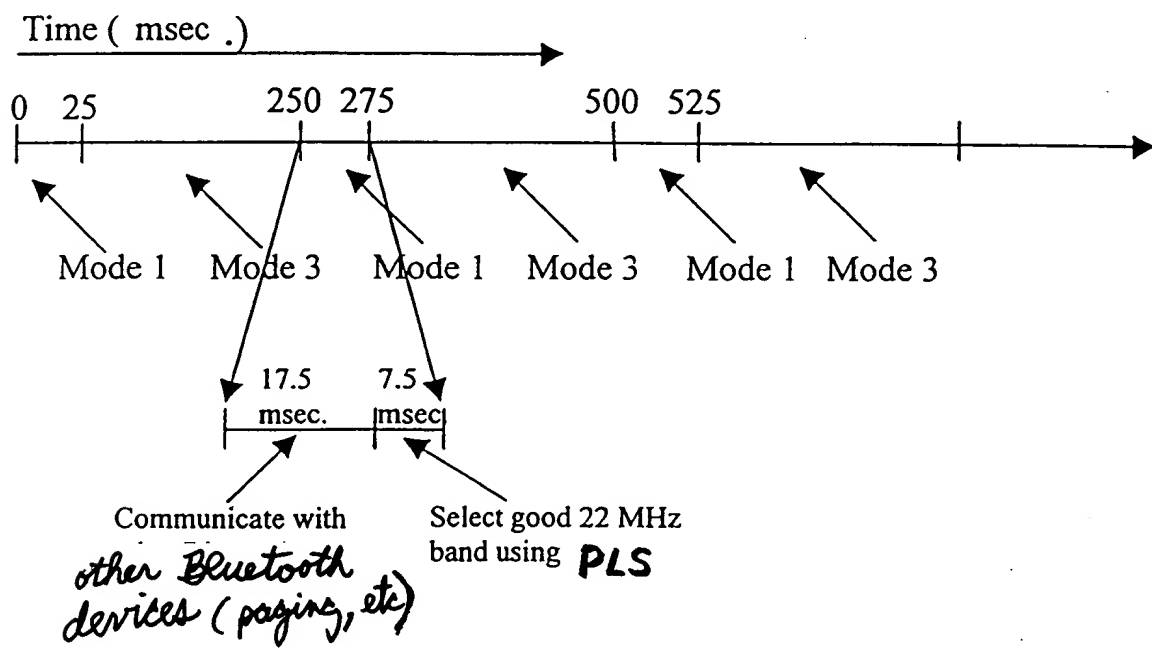 Time ( msec .)
0 25 250 275 500 525
Mode 1 Mode 3 Mode 1 Mode 3 Mode 1 Mode 3
17.5 7.5
msec. msec
Communicate with
other Bluetooth
devices (paging, etc)
Select good 22 MHz
band using PLS